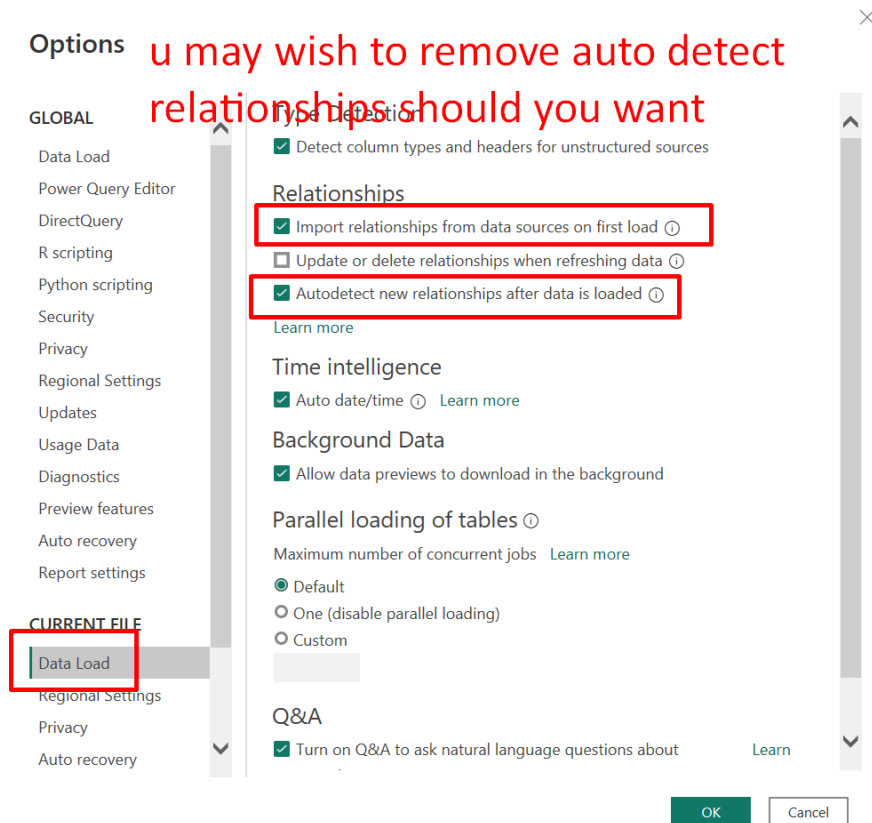 Options
u may wish to remove auto detect
relationships should you want
GLOBAL
Data Load
Power Query Editor
DirectQuery
R scripting
Python scripting
Security
Privacy
Regional Settings
Updates
Usage Data
Diagnostics
Preview features
Auto recovery
Report settings
CURRENT FILE
Data Load
Regional Settings
Privacy
Auto recovery
Type Detection
Detect column types and headers for unstructured sources
Relationships
Import relationships from data sources on first load
Update or delete relationships when refreshing data
Autodetect new relationships after data is loaded
Learn more
Time intelligence
Auto date/time Learn more
Background Data
Allow data previews to download in the background
Parallel loading of tables
Maximum number of concurrent jobs Learn more
Default
One (disable parallel loading)
Custom
Q&A
Turn on Q&A to ask natural language questions about Learn
OK Cancel